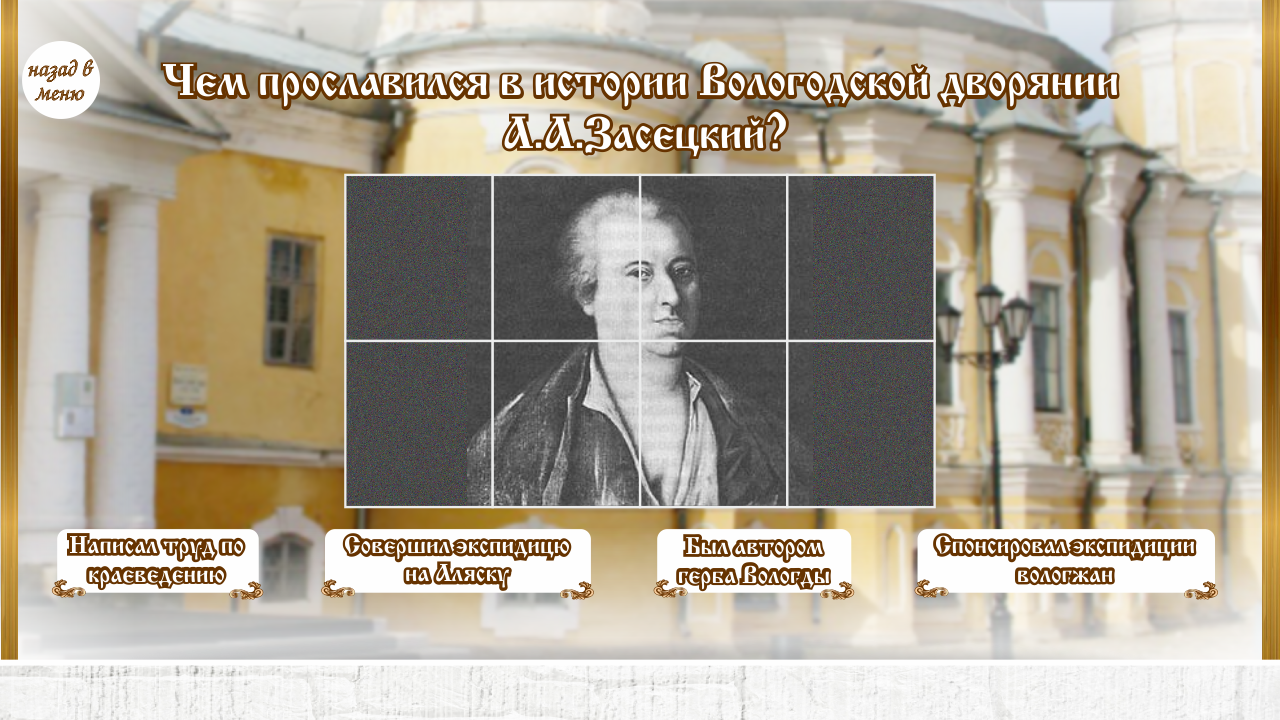 назад в
меню
Чем прославился в истории Вологодской дворянии
А.А.Засецкий?
Написал труд по
краеведению
Совершил экспидицю
на Аляску
Был автором
герба Вологды
Спонсировал экспидиции
вологжан